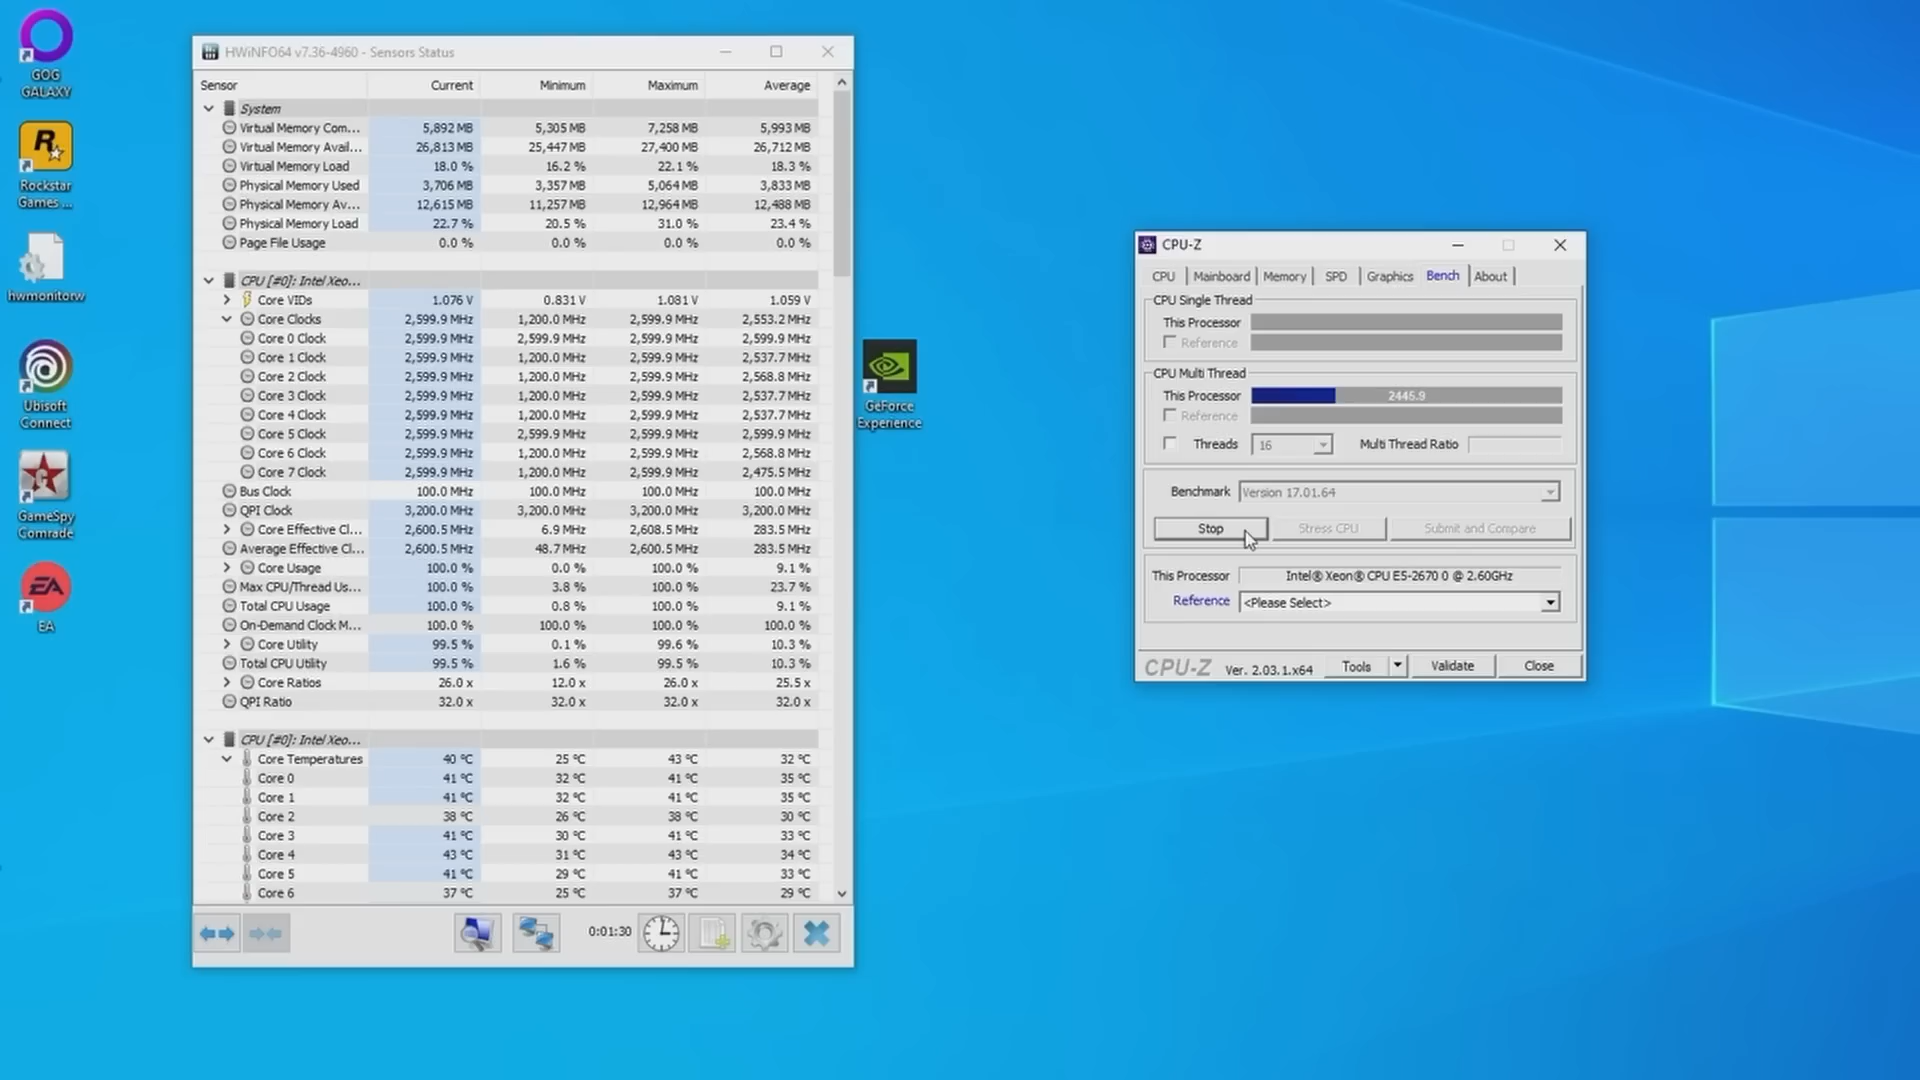 GOG
GALAXY
Rockstar
Games ...
hwmonitorw
Ubisoft
Connect
GameSpy
Comrade
EA
EA
HWiNFO64 v7.36-4960 - Sensors Status
Sensor Current Minimum Maximum Average
System
Virtual Memory Com... 5,892 MB 5,305 MB 7,258 MB 5,993 MB
Virtual Memory Avail... 26,813 MB 25,447 MB 27,400 MB 26,712 MB
Virtual Memory Load 18.0 % 16.2 % 22.1 % 18.3 %
Physical Memory Used 3,706 MB 3,357 MB 5,064 MB 3,833 MB
Physical Memory Av... 12,615 MB 11,257 MB 12,964 MB 12,488 MB
Physical Memory Load 22.7 % 20.5 % 31.0 % 23.4 %
Page File Usage 0.0 % 0.0 % 0.0 % 0.0 %
CPU [#0]: Intel Xeo...
Core VIDs 1.076 V 0.831 V 1.081 V 1.059 V
Core Clocks 2,599.9 MHz 1,200.0 MHz 2,599.9 MHz 2,553.2 MHz
Core 0 Clock 2,599.9 MHz 2,599.9 MHz 2,599.9 MHz 2,599.9 MHz
Core 1 Clock 2,599.9 MHz 1,200.0 MHz 2,599.9 MHz 2,537.7 MHz
Core 2 Clock 2,599.9 MHz 1,200.0 MHz 2,599.9 MHz 2,568.8 MHz
Core 3 Clock 2,599.9 MHz 1,200.0 MHz 2,599.9 MHz 2,537.7 MHz
Core 4 Clock 2,599.9 MHz 1,200.0 MHz 2,599.9 MHz 2,537.7 MHz
Core 5 Clock 2,599.9 MHz 2,599.9 MHz 2,599.9 MHz 2,599.9 MHz
Core 6 Clock 2,599.9 MHz 1,200.0 MHz 2,599.9 MHz 2,568.8 MHz
Core 7 Clock 2,599.9 MHz 1,200.0 MHz 2,599.9 MHz 2,475.5 MHz
Bus Clock 100.0 MHz 100.0 MHz 100.0 MHz 100.0 MHz
QPI Clock 3,200.0 MHz 3,200.0 MHz 3,200.0 MHz 3,200.0 MHz
Core Effective Cl... 2,600.5 MHz 6.9 MHz 2,608.5 MHz 283.5 MHz
Average Effective Cl... 2,600.5 MHz 48.7 MHz 2,600.5 MHz 283.5 MHz
Core Usage 100.0 % 0.0 % 100.0 % 9.1 %
Max CPU/Thread Us... 100.0 % 3.8 % 100.0 % 23.7 %
Total CPU Usage 100.0 % 0.8 % 100.0 % 9.1 %
On-Demand Clock M... 100.0 % 100.0 % 100.0 % 100.0 %
Core Utility 99.5 % 0.1 % 99.6 % 10.3 %
Total CPU Utility 99.5 % 1.6 % 99.5 % 10.3 %
Core Ratios 26.0 x 12.0 x 26.0 x 25.5 x
QPI Ratio 32.0 x 32.0 x 32.0 x 32.0 x
CPU [#0]: Intel Xeo...
Core Temperatures 40 °C 25 °C 43 °C 32 °C
Core 0 41 °C 32 °C 41 °C 35 °C
Core 1 41 °C 32 °C 41 °C 35 °C
Core 2 38 °C 26 °C 38 °C 30 °C
Core 3 41 °C 30 °C 41 °C 33 °C
Core 4 43 °C 31 °C 43 °C 34 °C
Core 5 41 °C 29 °C 41 °C 33 °C
Core 6 37 °C 25 °C 37 °C 29 °C
0:01:30
GeForce
Experience
CPU-Z
CPU Mainboard Memory SPD Graphics Bench About
CPU Single Thread
This Processor
Reference
CPU Multi Thread
This Processor 2445.9
Reference
Threads 16 Multi Thread Ratio
Benchmark Version 17.01.64
Stop Stress CPU Submit and Compare
This Processor Intel® Xeon® CPU E5-2670 0 @ 2.60GHz
Reference <Please Select>
CPU-Z Ver. 2.03.1.x64 Tools Validate Close